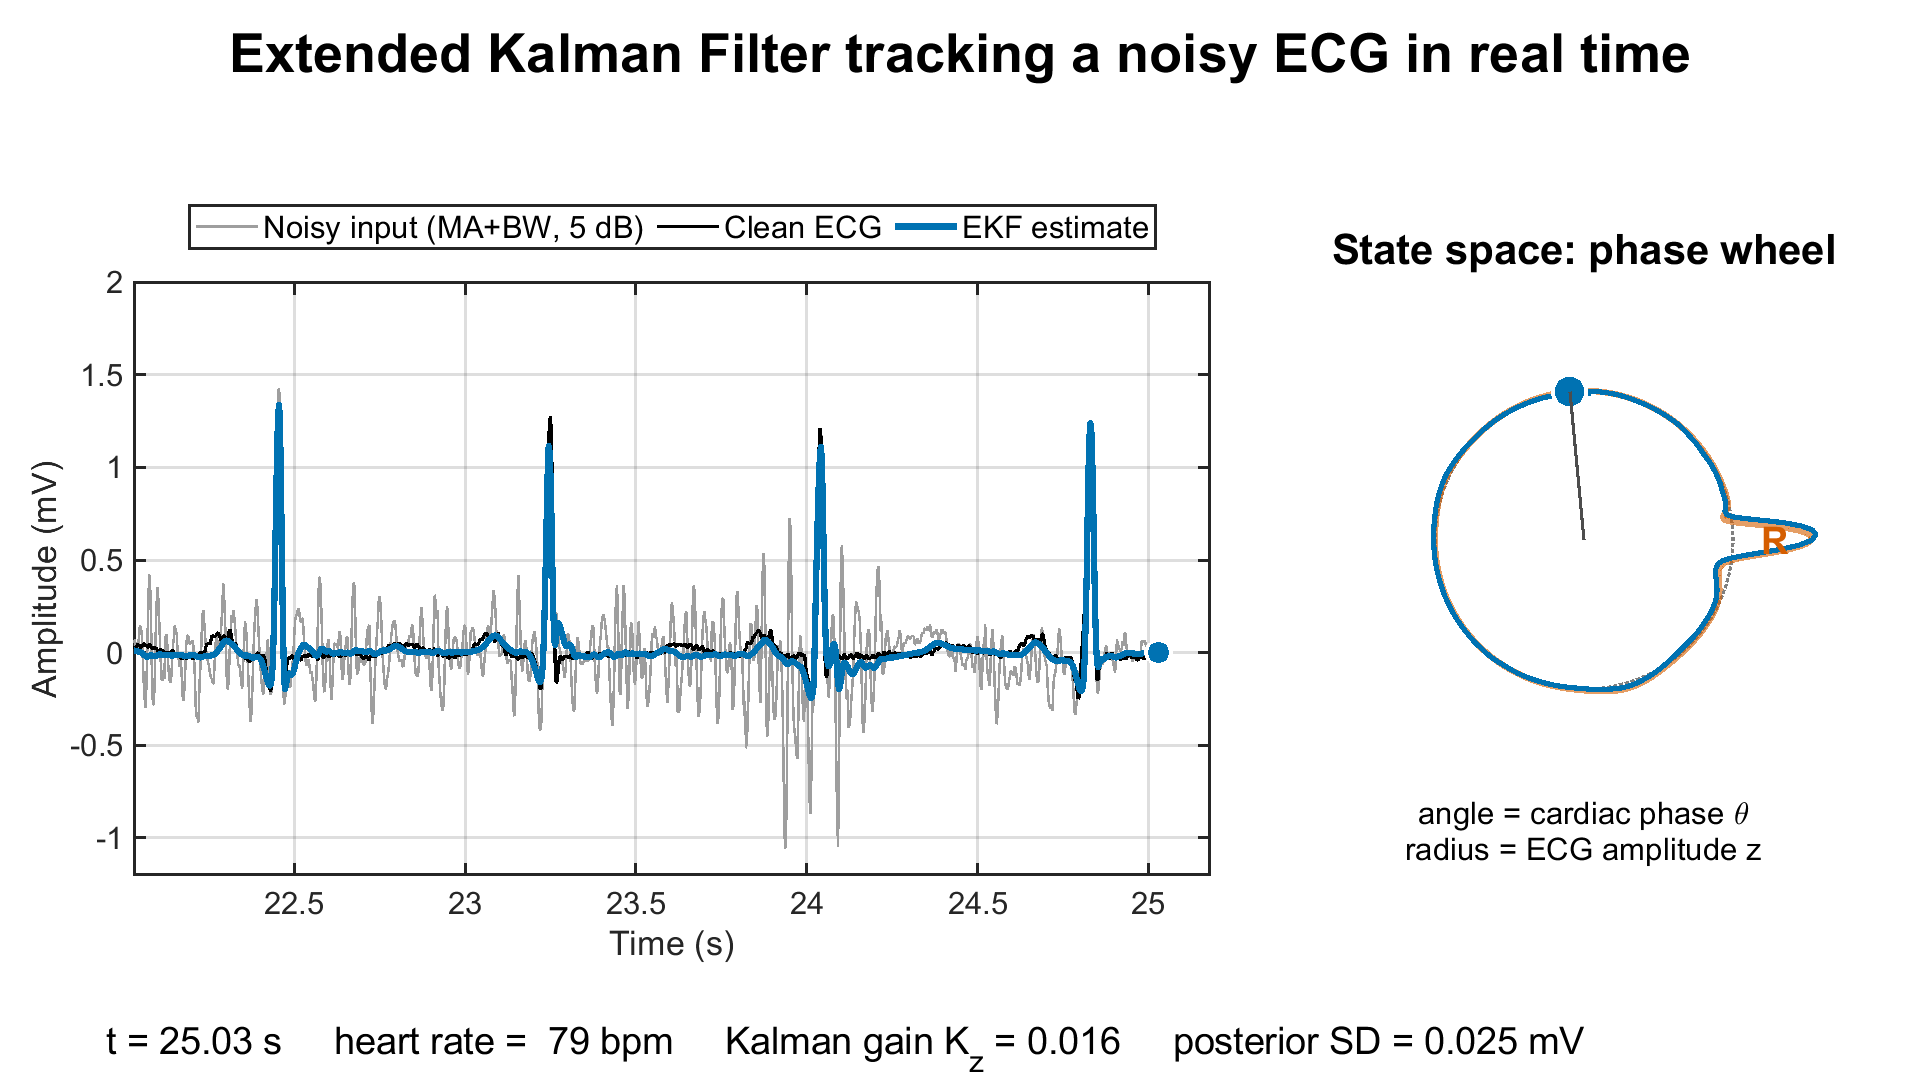 Extended Kalman Filter tracking a noisy ECG in real time
Noisy input (MA+BW, 5 dB) Clean ECG EKF estimate
State space: phase wheel
2
1.5
1
0.5
0
-0.5
-1
Amplitude (mV)
22.5 23 23.5 24 24.5 25
Time (s)
R
angle = cardiac phase θ
radius = ECG amplitude z
t = 25.03 s heart rate = 79 bpm Kalman gain K_z = 0.016 posterior SD = 0.025 mV